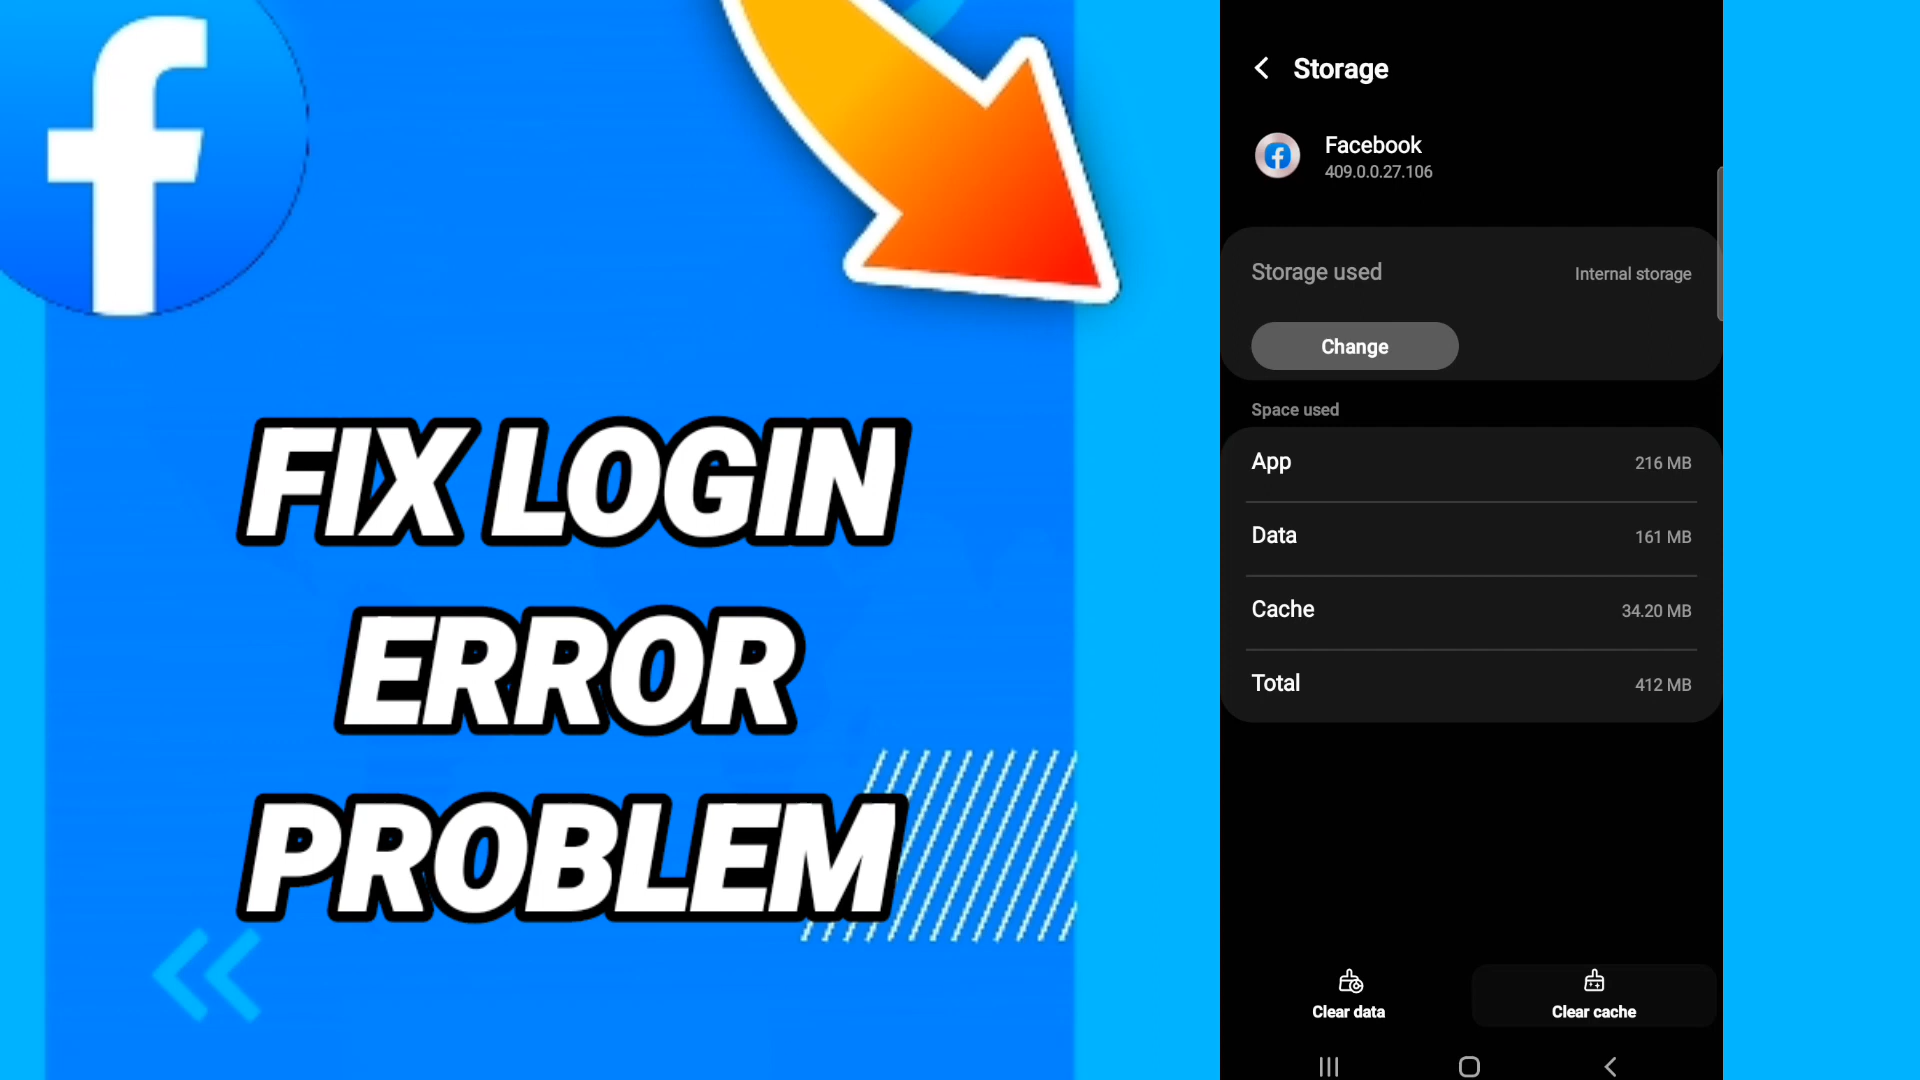 FIX LOGIN
ERROR
PROBLEM
Storage
Facebook
409.0.0.27.106
Storage used Internal storage
Change
Space used
App 216 MB
Data 161 MB
Cache 34.20 MB
Total 412 MB
Clear data Clear cache